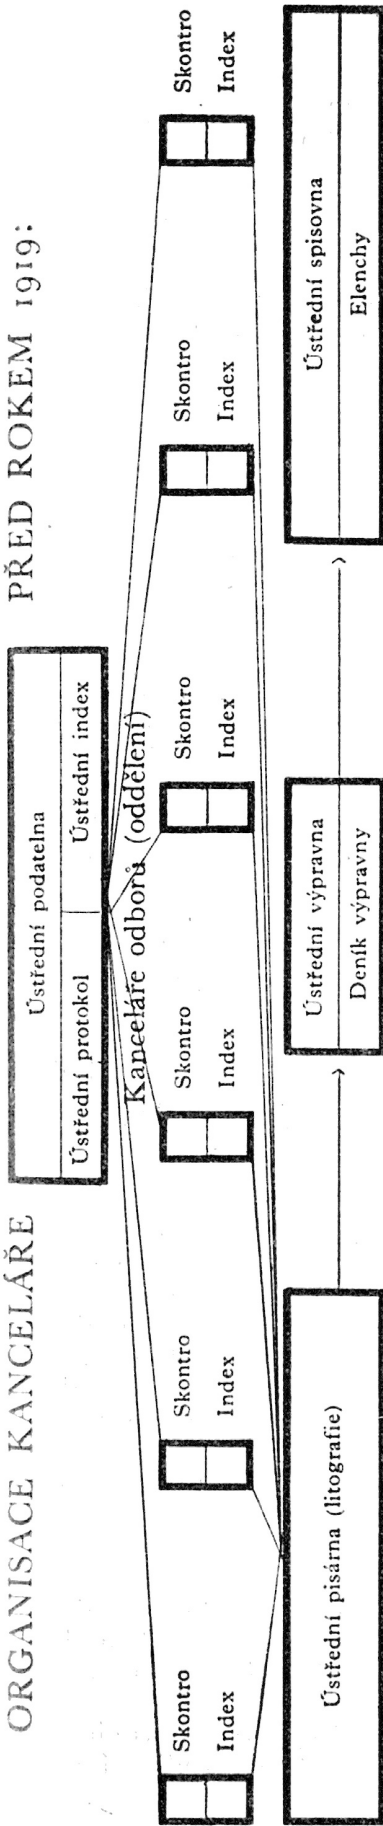 ORGANISACE KANCELÁŘE PŘED ROKEM 1919:
Ústřední podatelna
Ústřední protokol
Ústřední index
Kanceláře odborů (oddělení)
Skontro
Index
Skontro
Index
Skontro
Index
Skontro
Index
Skontro
Index
Skontro
Index
Ústřední pisárna (litografie)
Ústřední výpravna
Deník výpravny
Ústřední spisovna
Elenchy